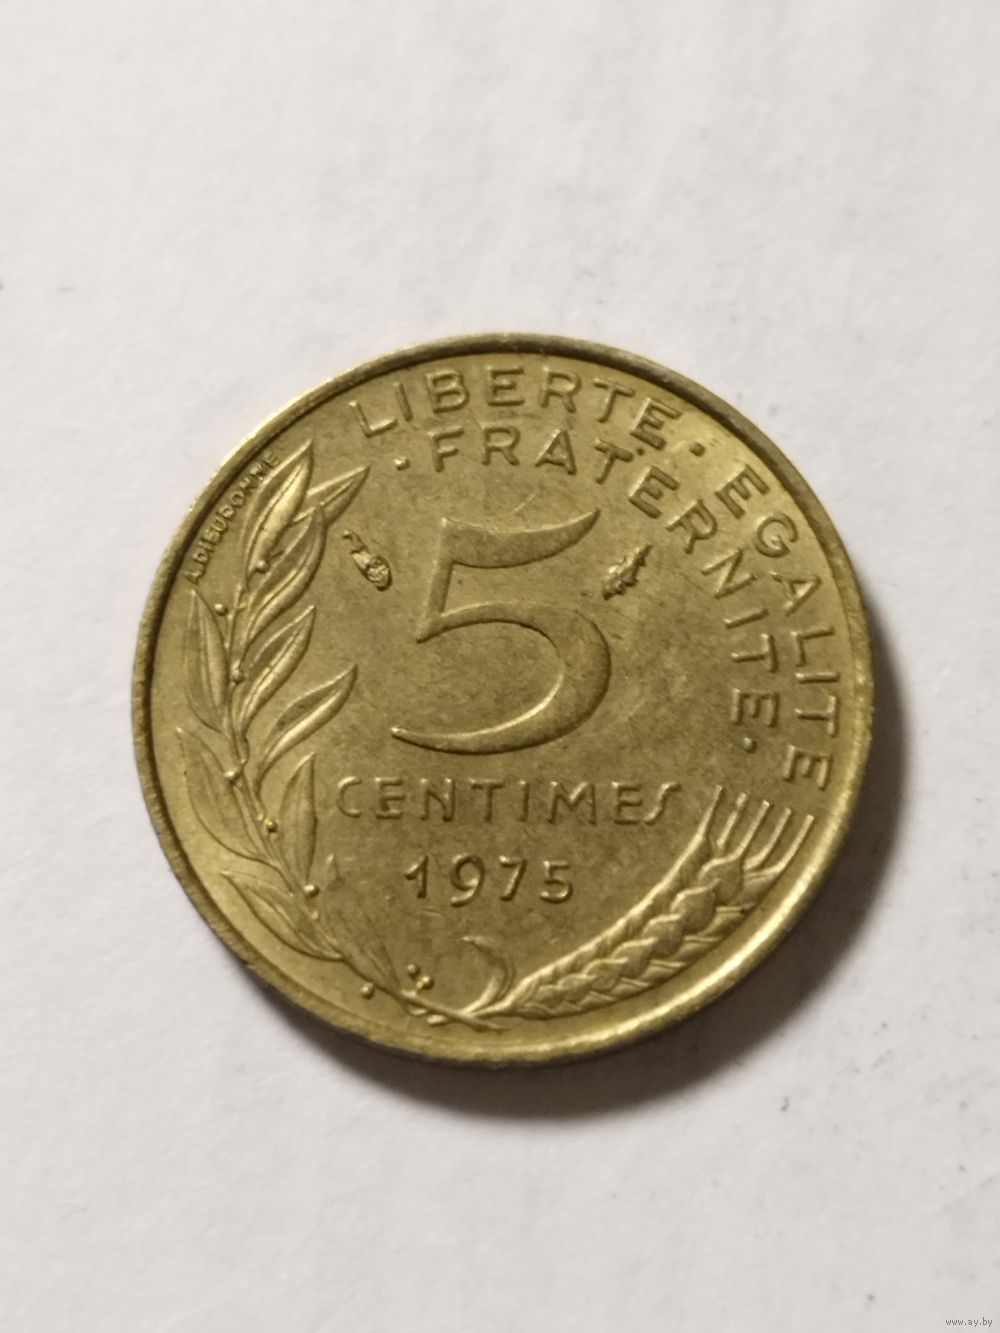 LIBERTE · EGALITE
· FRATERNITE ·
A.DIEUDONNE
5
CENTIMES
1975
www.ay.by